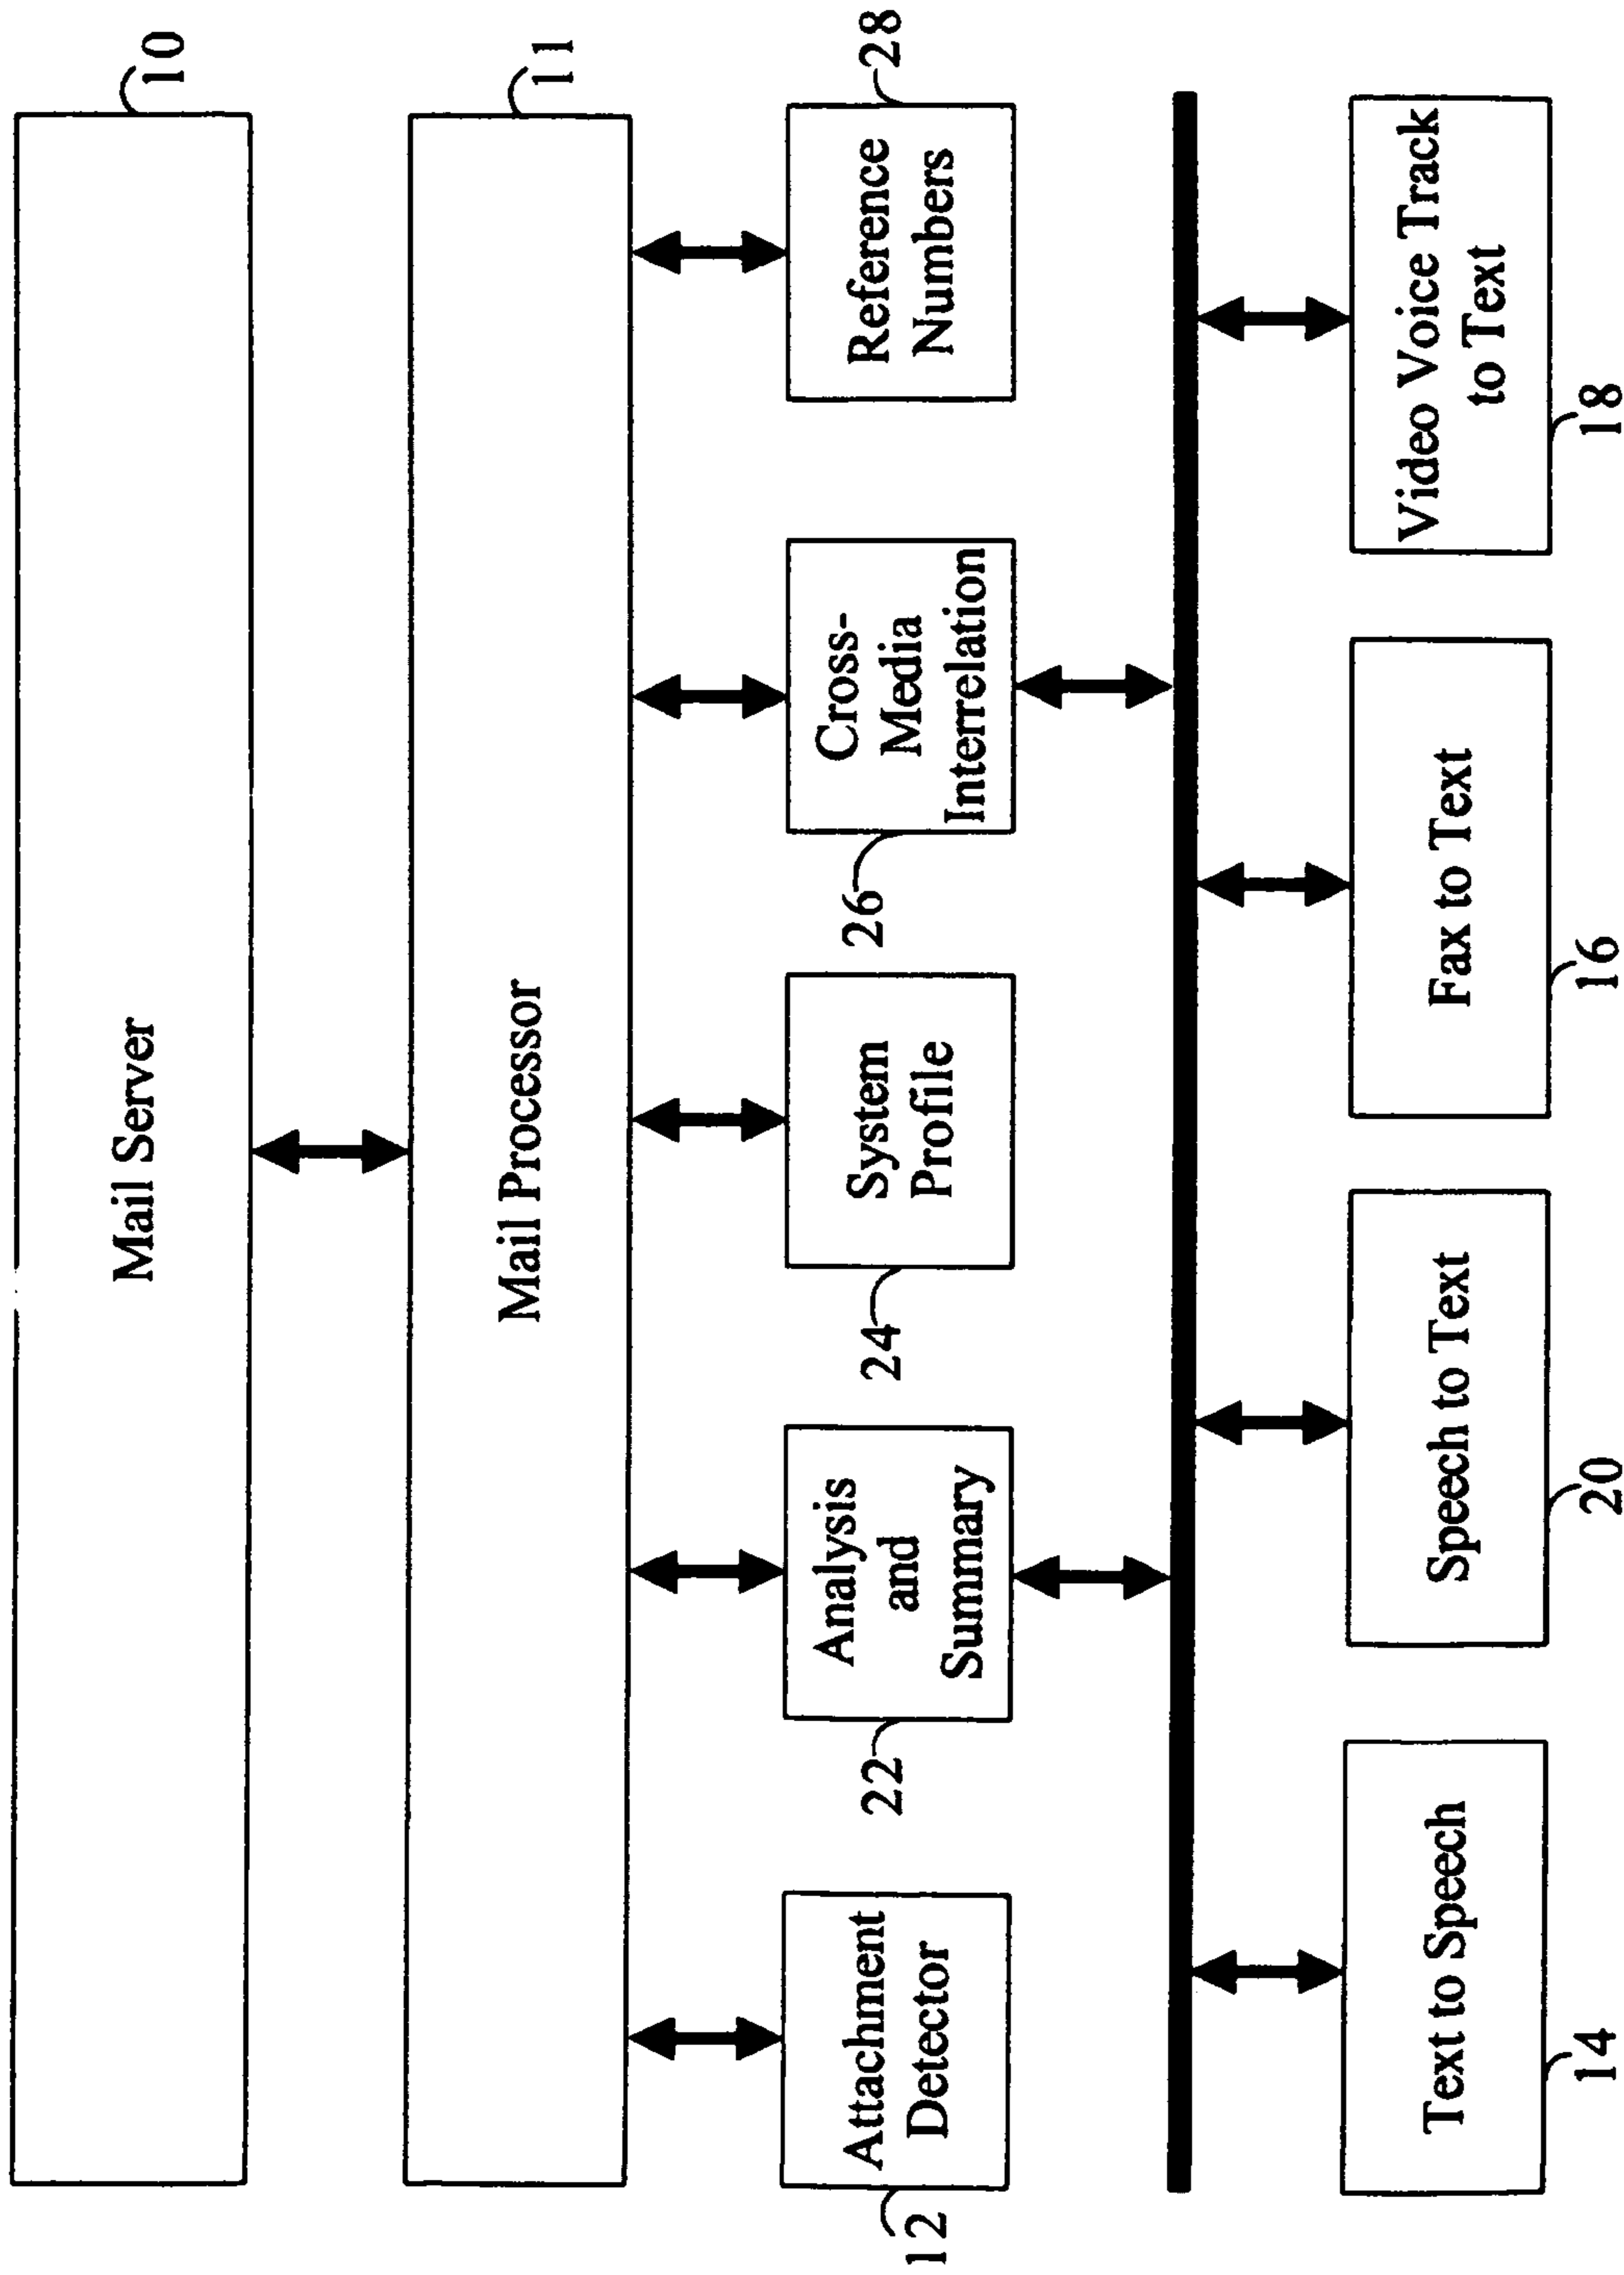 Mail Server
10
Mail Processor
11
Attachment
Detector
12
Analysis
and
Summary
22
System
Profile
24
Cross-
Media
Interrelation
26
Reference
Numbers
28
Text to Speech
14
Speech to Text
20
Fax to Text
16
Video Voice Track
to Text
18